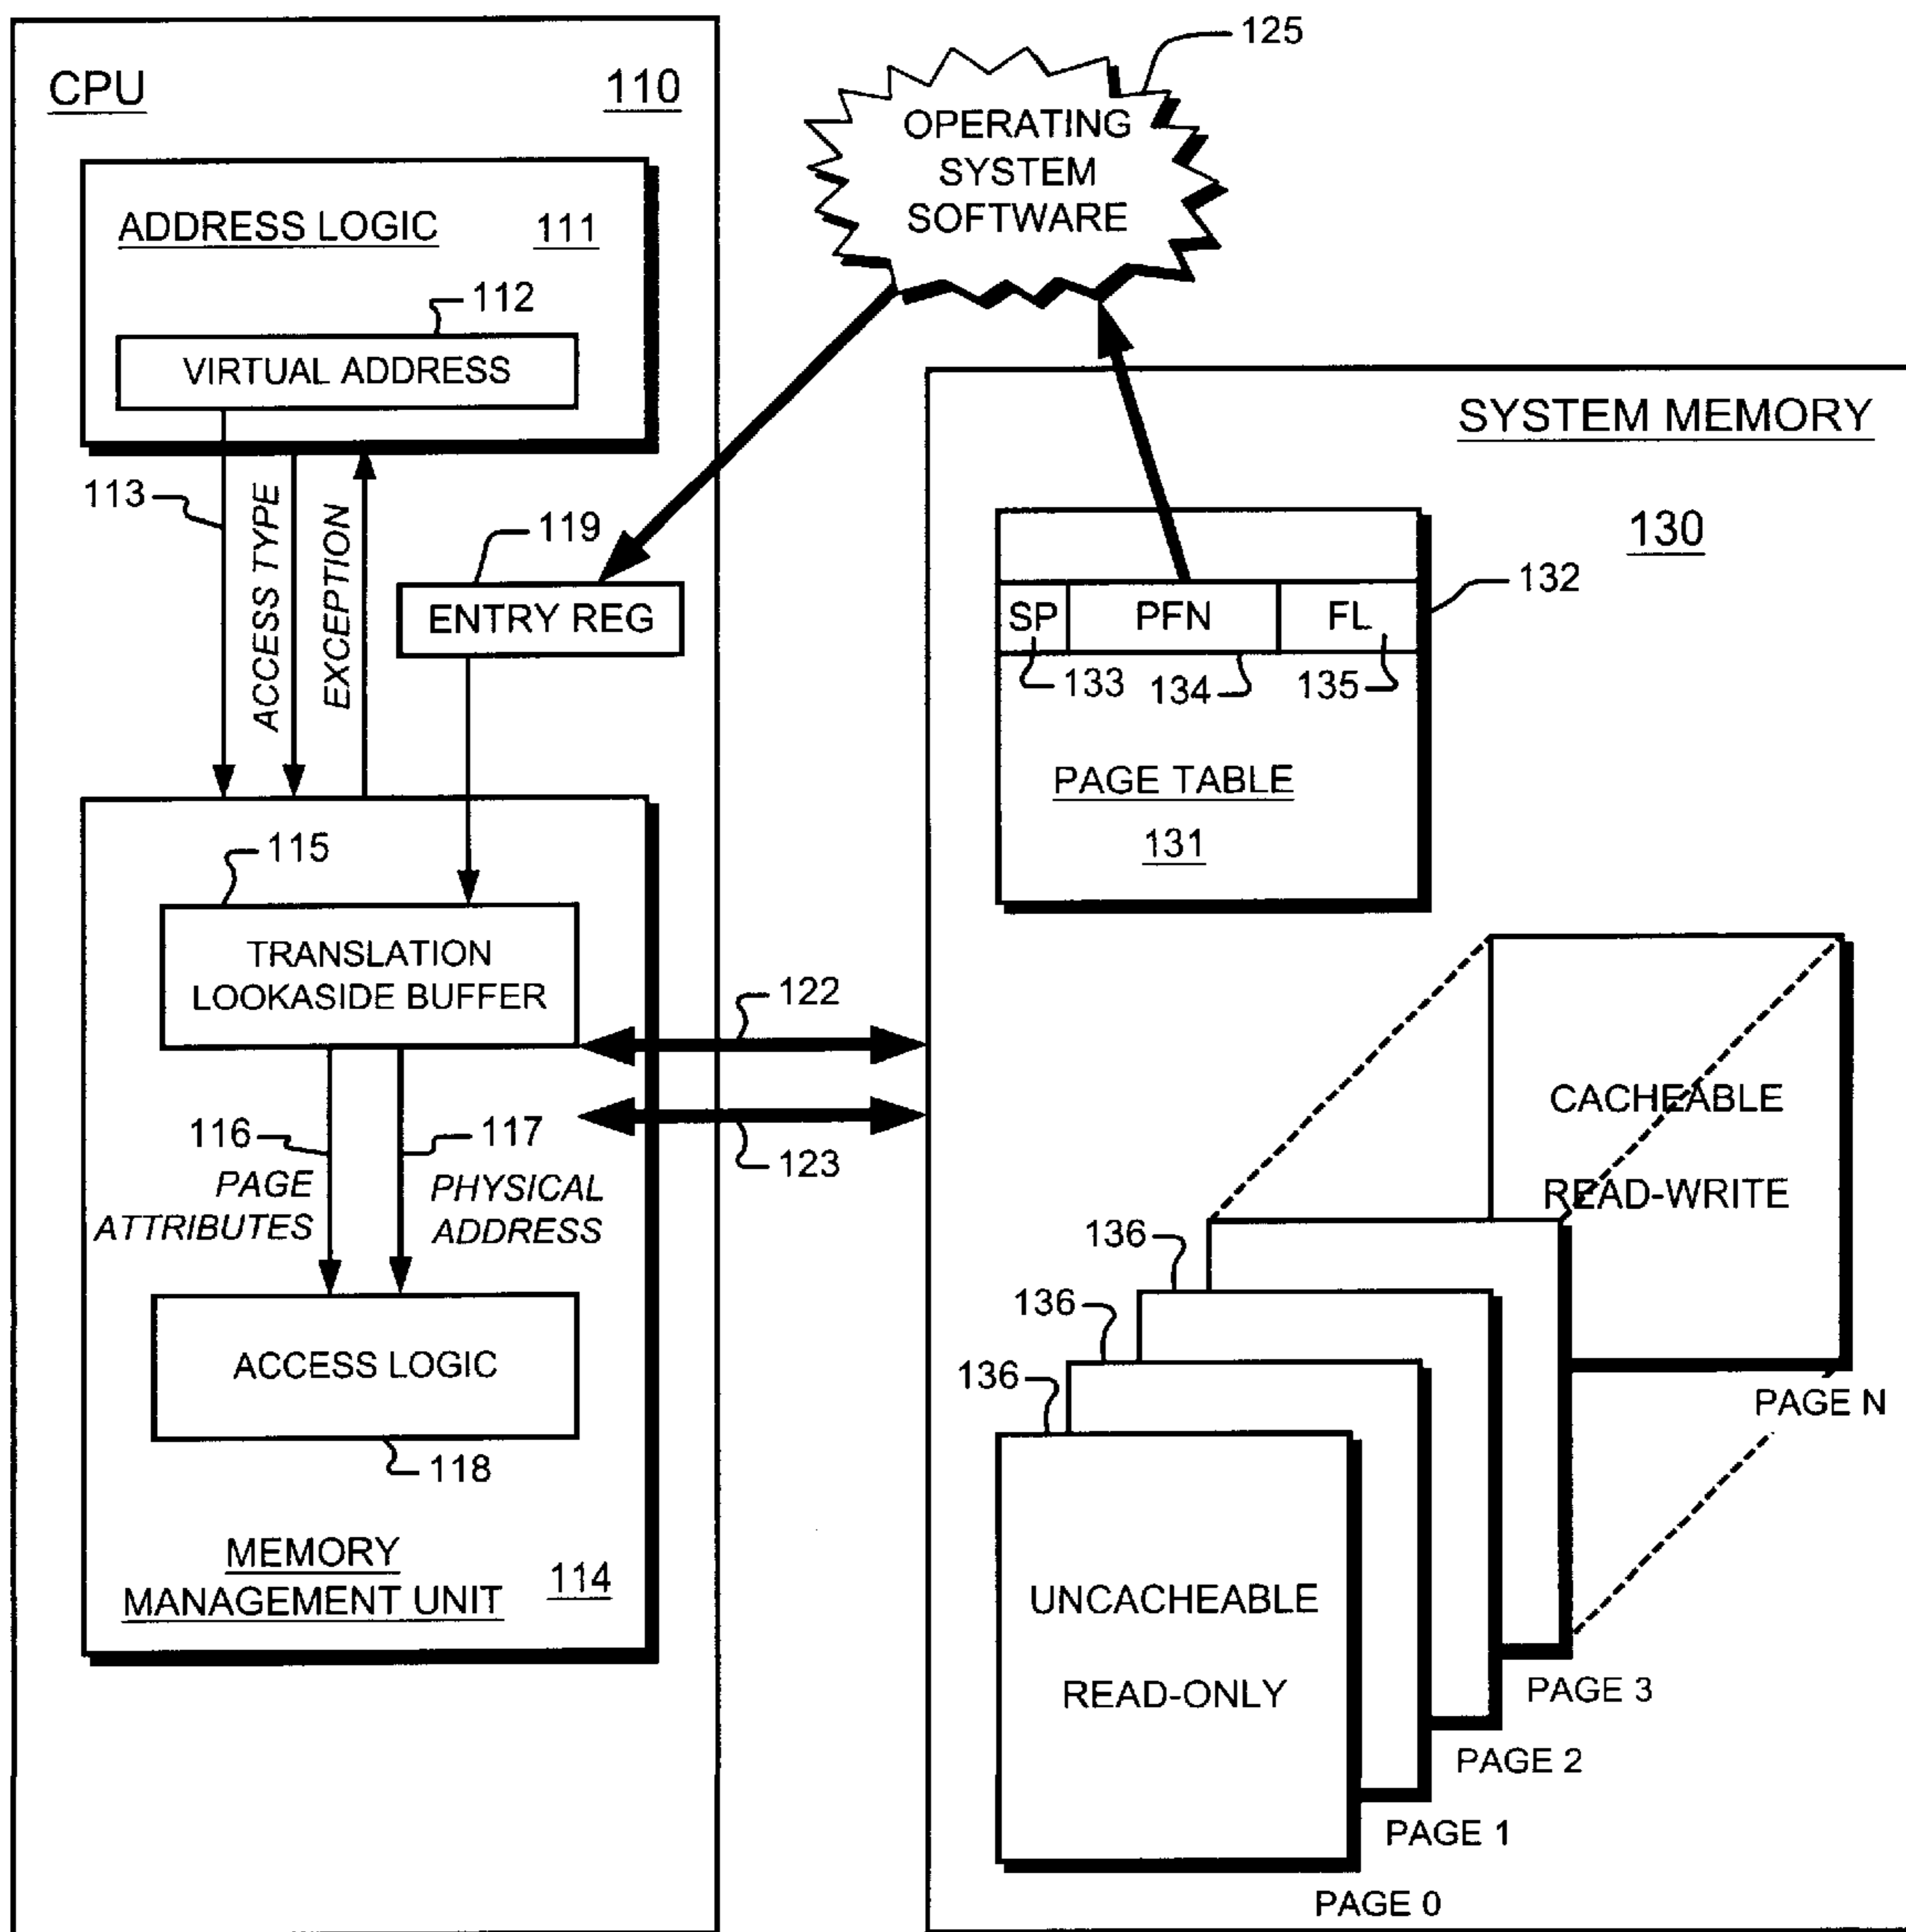 CPU
110
ADDRESS LOGIC
111
112
VIRTUAL ADDRESS
113
ACCESS TYPE
EXCEPTION
119
ENTRY REG
115
TRANSLATION
LOOKASIDE BUFFER
116
PAGE
ATTRIBUTES
117
PHYSICAL
ADDRESS
ACCESS LOGIC
118
MEMORY
MANAGEMENT UNIT
114
125
OPERATING
SYSTEM
SOFTWARE
122
123
SYSTEM MEMORY
130
132
SP
PFN
FL
133
134
135
PAGE TABLE
131
CACHEABLE
READ-WRITE
PAGE N
136
136
136
UNCACHEABLE
READ-ONLY
PAGE 3
PAGE 2
PAGE 1
PAGE 0